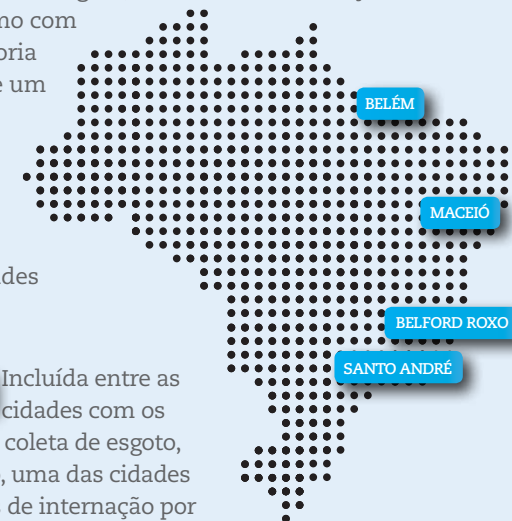 mo com
oria
e um
BELÉM
MACEIÓ
des
BELFORD ROXO
SANTO ANDRÉ
Incluída entre as
cidades com os
coleta de esgoto,
, uma das cidades
s de internação por